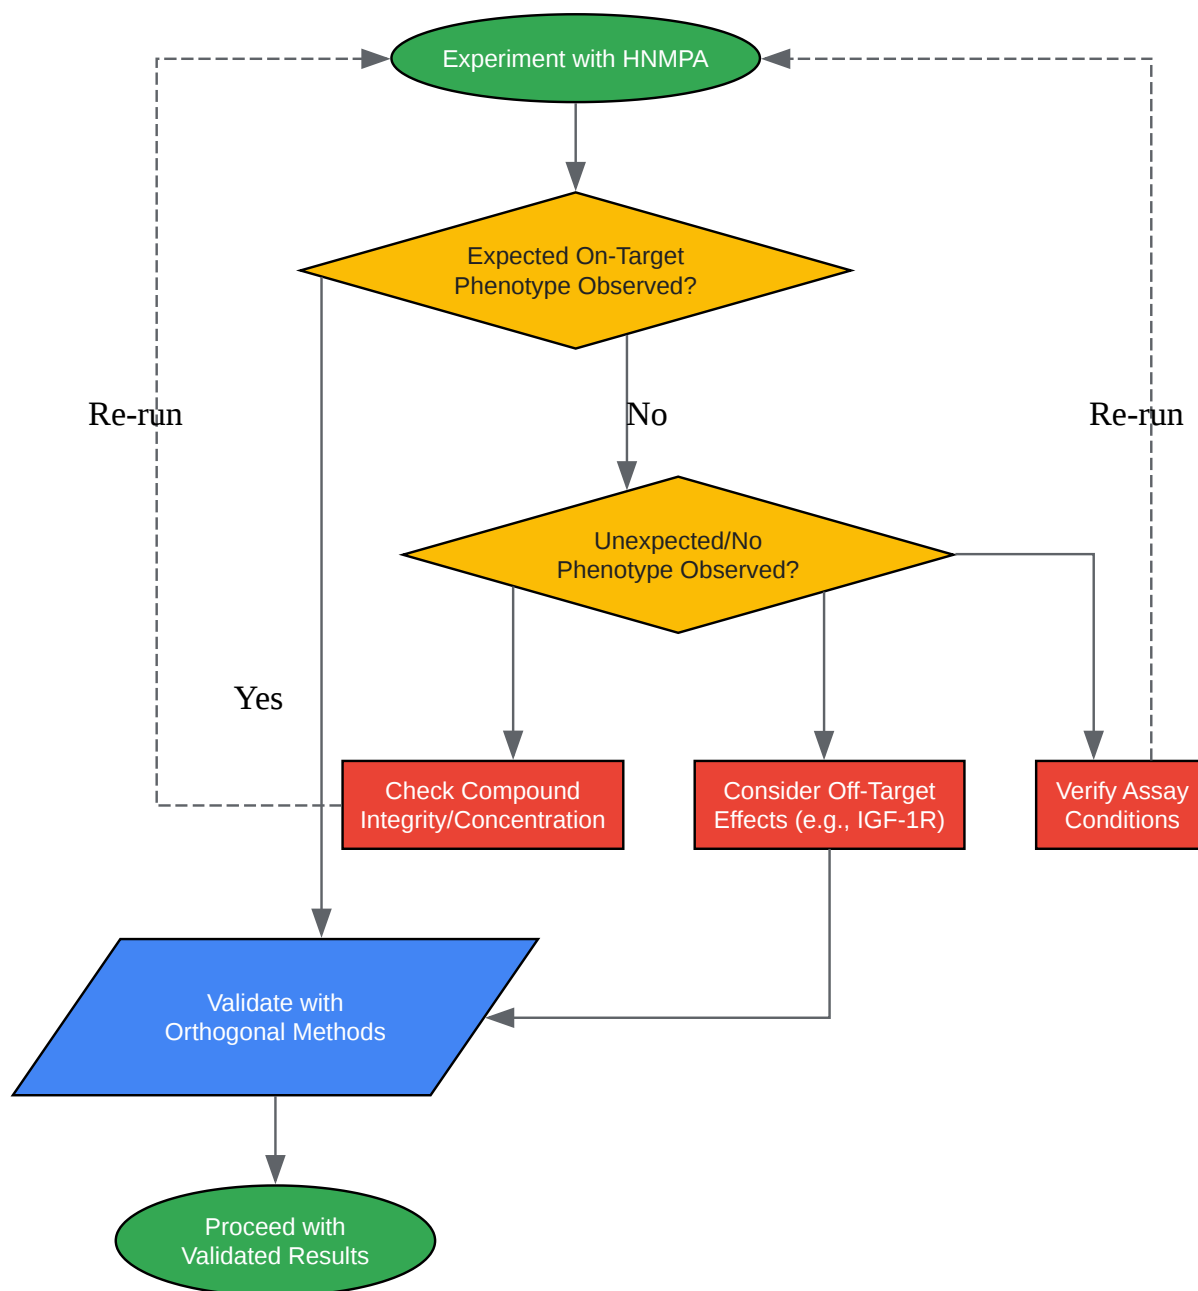 Experiment with HNMPA
Expected On-Target
Phenotype Observed?
Re-run
No
Re-run
Unexpected/No
Phenotype Observed?
Yes
Check Compound
Integrity/Concentration
Consider Off-Target
Effects (e.g., IGF-1R)
Verify Assay
Conditions
Validate with
Orthogonal Methods
Proceed with
Validated Results